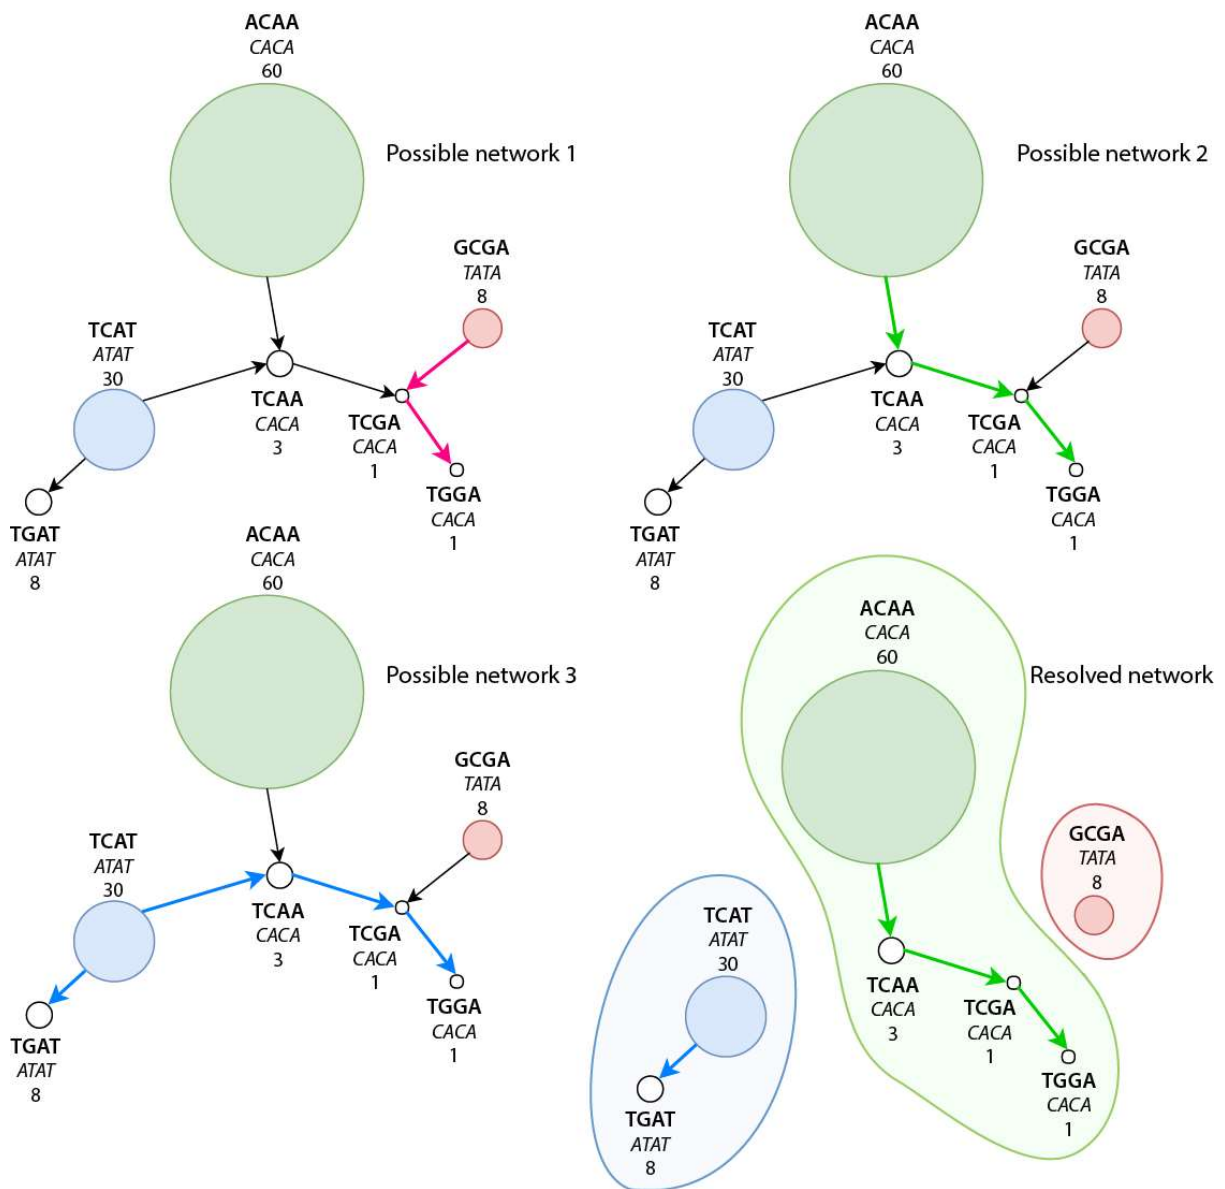 ACAA
CACA
60
Possible network 1
GCGA
TATA
8
TCAT
ATAT
30
TCAA
CACA
3
TCGA
CACA
1
TGGA
CACA
1
TGAT
ATAT
8
ACAA
CACA
60
Possible network 2
GCGA
TATA
8
TCAT
ATAT
30
TCAA
CACA
3
TCGA
CACA
1
TGGA
CACA
1
TGAT
ATAT
8
ACAA
CACA
60
Possible network 3
GCGA
TATA
8
TCAT
ATAT
30
TCAA
CACA
3
TCGA
CACA
1
TGGA
CACA
1
TGAT
ATAT
8
ACAA
CACA
60
Resolved network
GCGA
TATA
8
TCAT
ATAT
30
TCAA
CACA
3
TCGA
CACA
1
TGGA
CACA
1
TGAT
ATAT
8